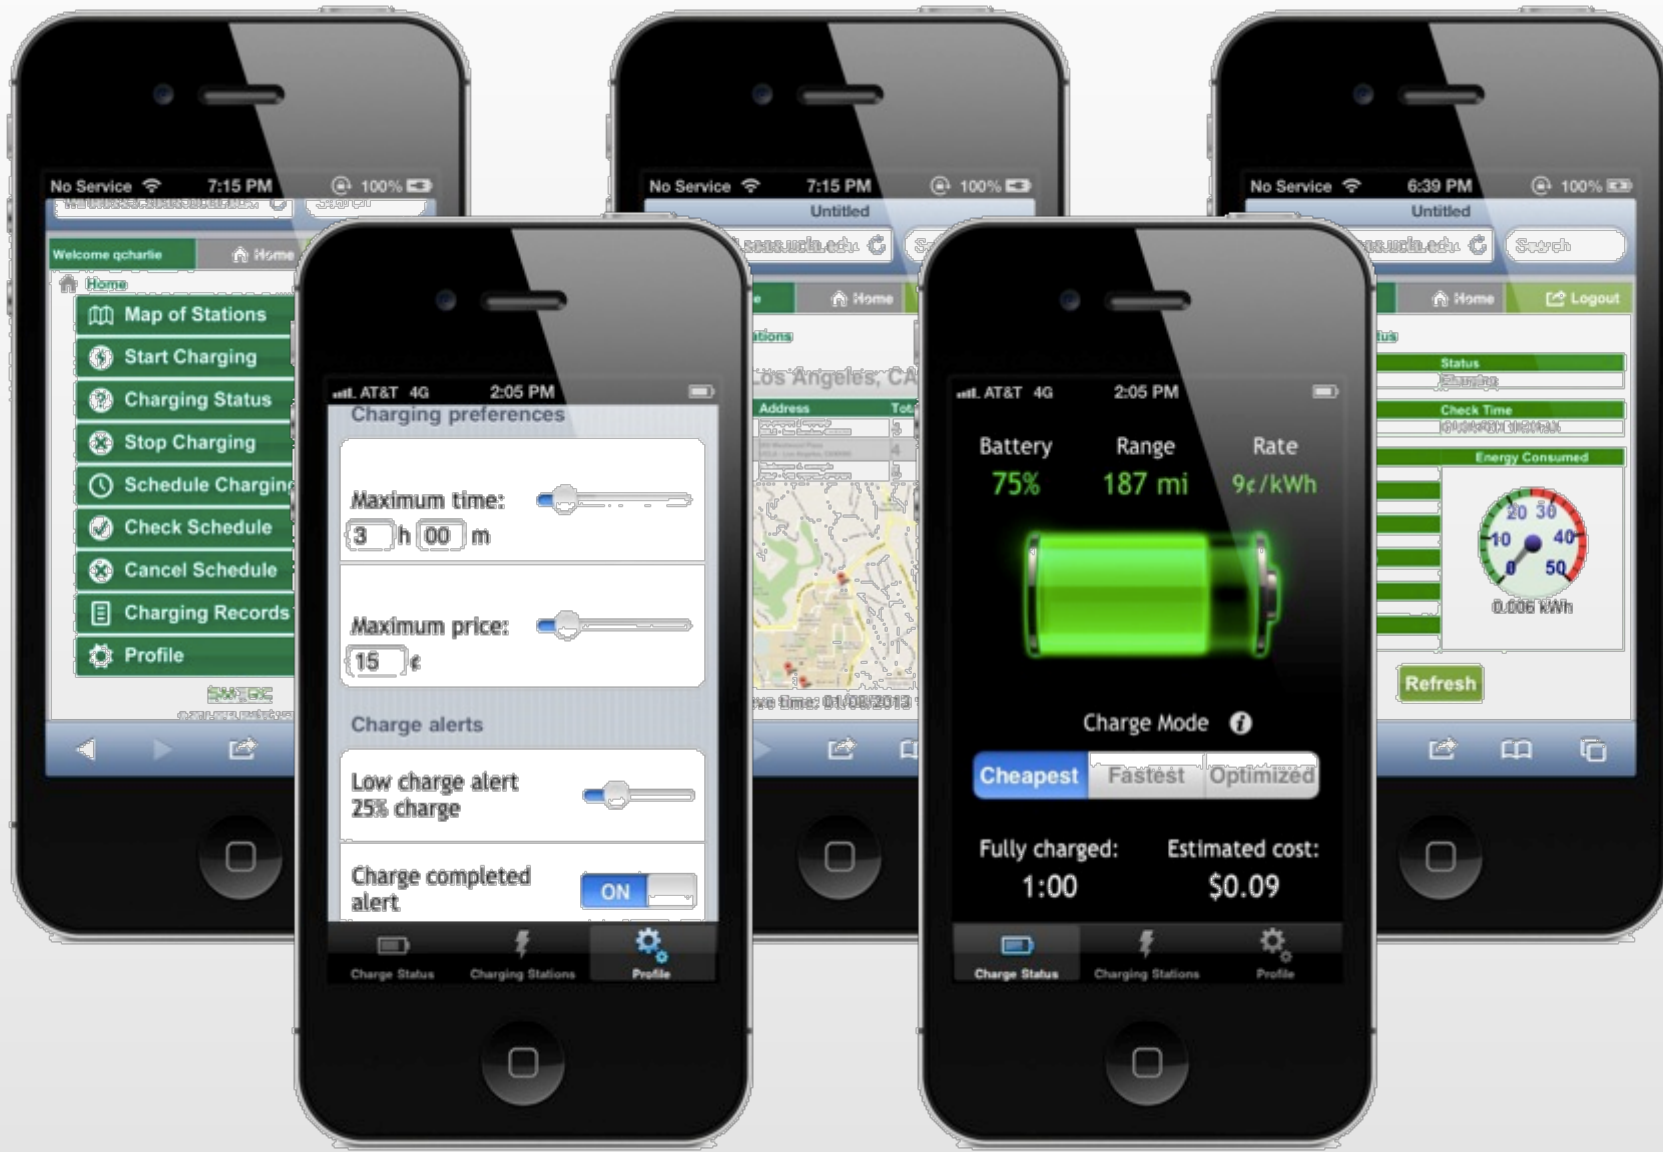 No Service 7:15 PM 100%
Welcome qcharlie Home
Home
Map of Stations
Start Charging
Charging Status
Stop Charging
Schedule Charging
Check Schedule
Cancel Schedule
Charging Records
Profile
AT&T 4G 2:05 PM
Charging preferences
Maximum time:
3 h 00 m
Maximum price:
15 ¢
Charge alerts
Low charge alert
25% charge
Charge completed
alert
ON
Charge Status Charging Stations Profile
No Service 7:15 PM 100%
Untitled
Home
Los Angeles, CA
Address
time: 01/08/2013
AT&T 4G 2:05 PM
Battery Range Rate
75% 187 mi 9¢/kWh
Charge Mode i
Cheapest Fastest Optimized
Fully charged: Estimated cost:
1:00 $0.09
Charge Status Charging Stations Profile
No Service 6:39 PM 100%
Untitled
Search
Home Logout
Status
Charging
Check Time
Energy Consumed
0 10 20 30 40 50
0.006 kWh
Refresh